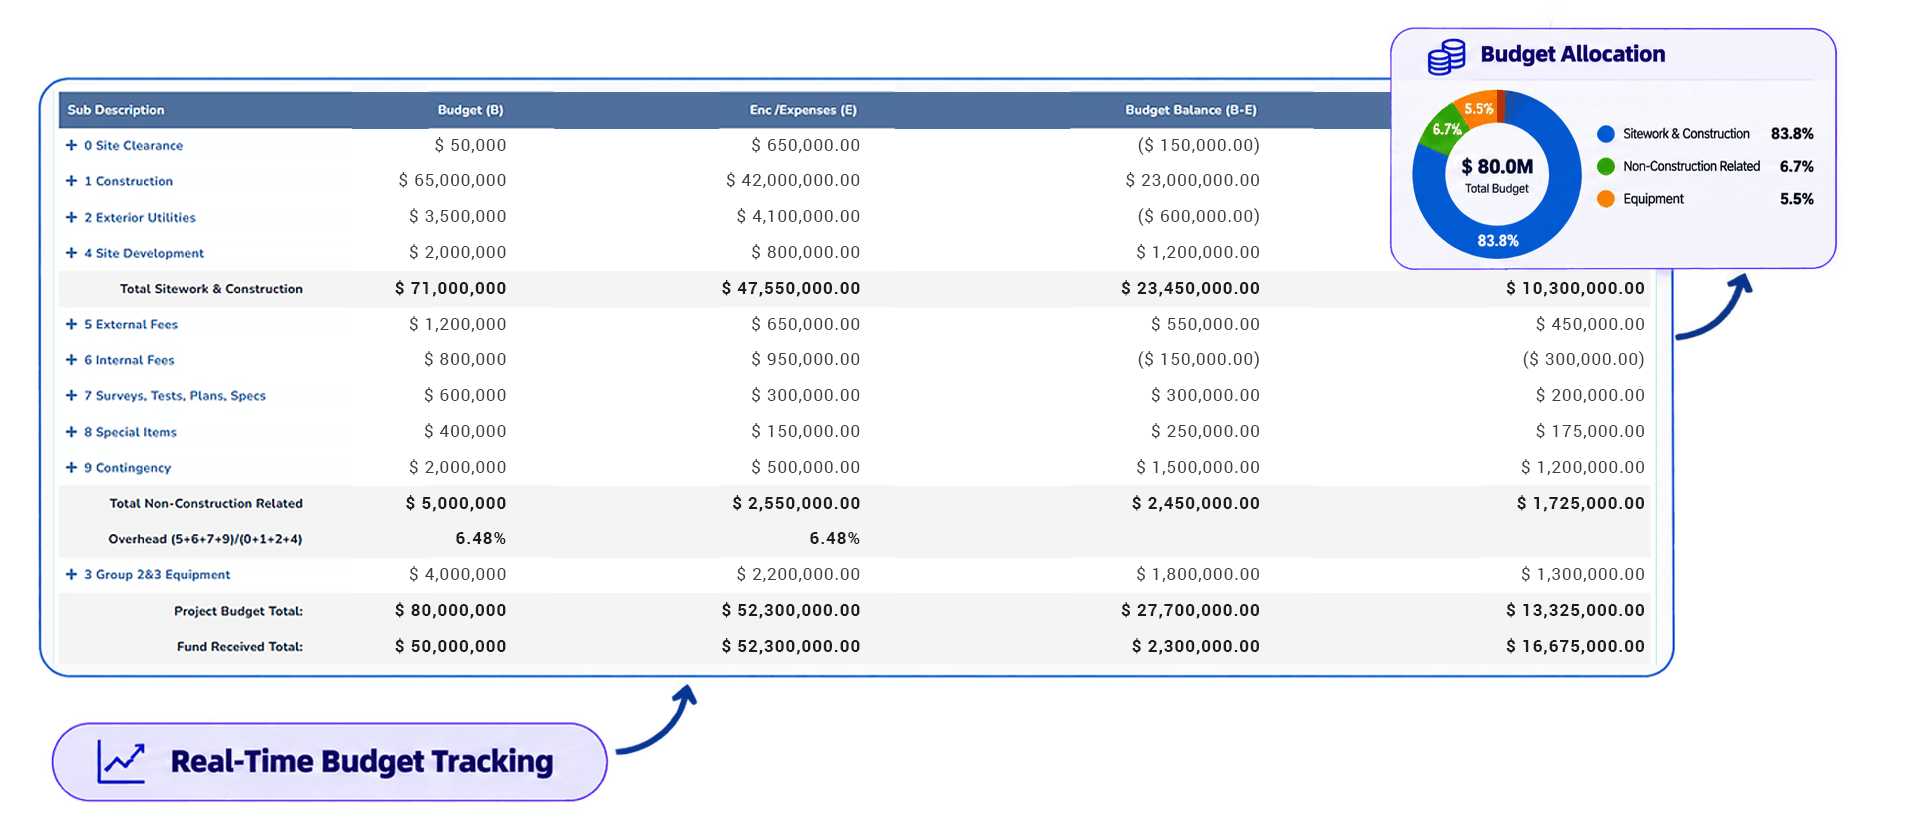 Budget Allocation
Sub Description Budget (B) Enc /Expenses (E) Budget Balance (B-E)
5.5%
6.7%
$ 80.0M
Total Budget
83.8%
Sitework & Construction 83.8%
Non-Construction Related 6.7%
Equipment 5.5%
+ 0 Site Clearance $ 50,000 $ 650,000.00 ($ 150,000.00)
+ 1 Construction $ 65,000,000 $ 42,000,000.00 $ 23,000,000.00
+ 2 Exterior Utilities $ 3,500,000 $ 4,100,000.00 ($ 600,000.00)
+ 4 Site Development $ 2,000,000 $ 800,000.00 $ 1,200,000.00
Total Sitework & Construction $ 71,000,000 $ 47,550,000.00 $ 23,450,000.00 $ 10,300,000.00
+ 5 External Fees $ 1,200,000 $ 650,000.00 $ 550,000.00 $ 450,000.00
+ 6 Internal Fees $ 800,000 $ 950,000.00 ($ 150,000.00) ($ 300,000.00)
+ 7 Surveys, Tests, Plans, Specs $ 600,000 $ 300,000.00 $ 300,000.00 $ 200,000.00
+ 8 Special Items $ 400,000 $ 150,000.00 $ 250,000.00 $ 175,000.00
+ 9 Contingency $ 2,000,000 $ 500,000.00 $ 1,500,000.00 $ 1,200,000.00
Total Non-Construction Related $ 5,000,000 $ 2,550,000.00 $ 2,450,000.00 $ 1,725,000.00
Overhead (5+6+7+9)/(0+1+2+4) 6.48% 6.48%
+ 3 Group 2&3 Equipment $ 4,000,000 $ 2,200,000.00 $ 1,800,000.00 $ 1,300,000.00
Project Budget Total: $ 80,000,000 $ 52,300,000.00 $ 27,700,000.00 $ 13,325,000.00
Fund Received Total: $ 50,000,000 $ 52,300,000.00 $ 2,300,000.00 $ 16,675,000.00
Real-Time Budget Tracking